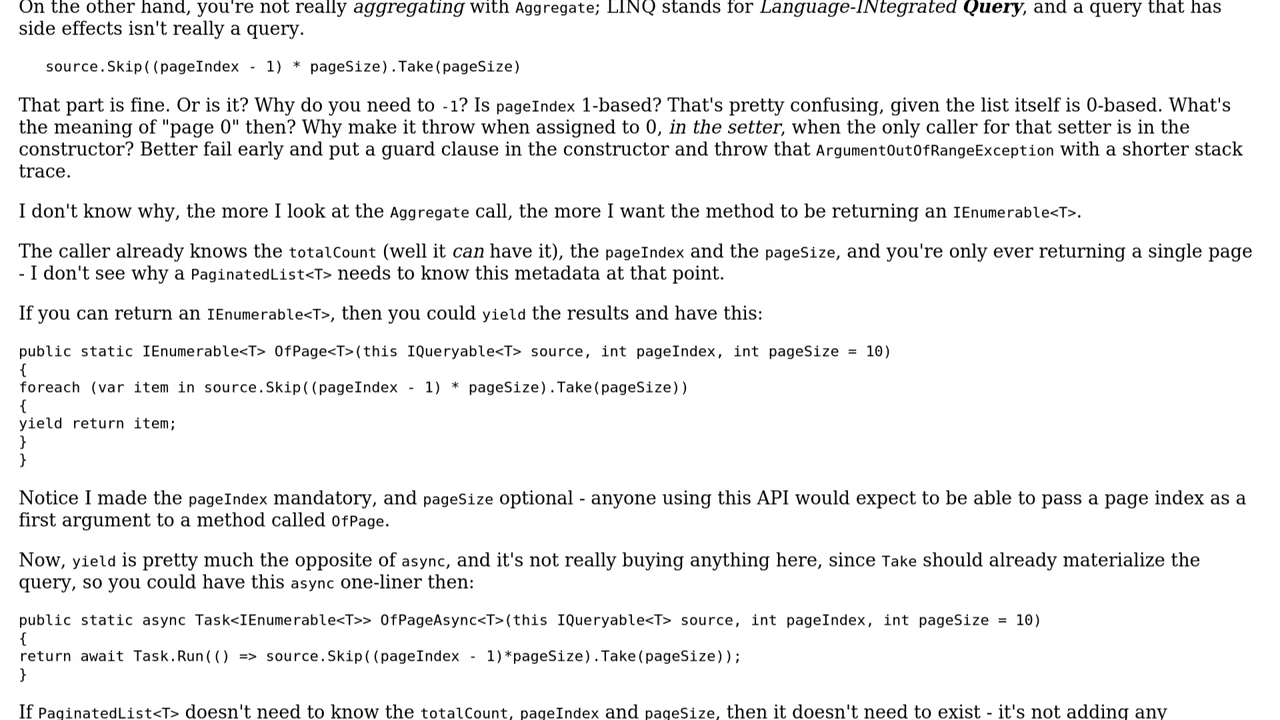 On the other hand, you're not really aggregating with Aggregate; LINQ stands for Language-INtegrated Query, and a query that has
side effects isn't really a query.
source.Skip((pageIndex - 1) * pageSize).Take(pageSize)
That part is fine. Or is it? Why do you need to -1? Is pageIndex 1-based? That's pretty confusing, given the list itself is 0-based. What's
the meaning of "page 0" then? Why make it throw when assigned to 0, in the setter, when the only caller for that setter is in the
constructor? Better fail early and put a guard clause in the constructor and throw that ArgumentOutOfRangeException with a shorter stack
trace.
I don't know why, the more I look at the Aggregate call, the more I want the method to be returning an IEnumerable<T>.
The caller already knows the totalCount (well it can have it), the pageIndex and the pageSize, and you're only ever returning a single page
- I don't see why a PaginatedList<T> needs to know this metadata at that point.
If you can return an IEnumerable<T>, then you could yield the results and have this:
public static IEnumerable<T> OfPage<T>(this IQueryable<T> source, int pageIndex, int pageSize = 10)
{
foreach (var item in source.Skip((pageIndex - 1) * pageSize).Take(pageSize))
{
yield return item;
}
}
Notice I made the pageIndex mandatory, and pageSize optional - anyone using this API would expect to be able to pass a page index as a
first argument to a method called OfPage.
Now, yield is pretty much the opposite of async, and it's not really buying anything here, since Take should already materialize the
query, so you could have this async one-liner then:
public static async Task<IEnumerable<T>> OfPageAsync<T>(this IQueryable<T> source, int pageIndex, int pageSize = 10)
{
return await Task.Run(() => source.Skip((pageIndex - 1)*pageSize).Take(pageSize));
}
If PaginatedList<T> doesn't need to know the totalCount, pageIndex and pageSize, then it doesn't need to exist - it's not adding any